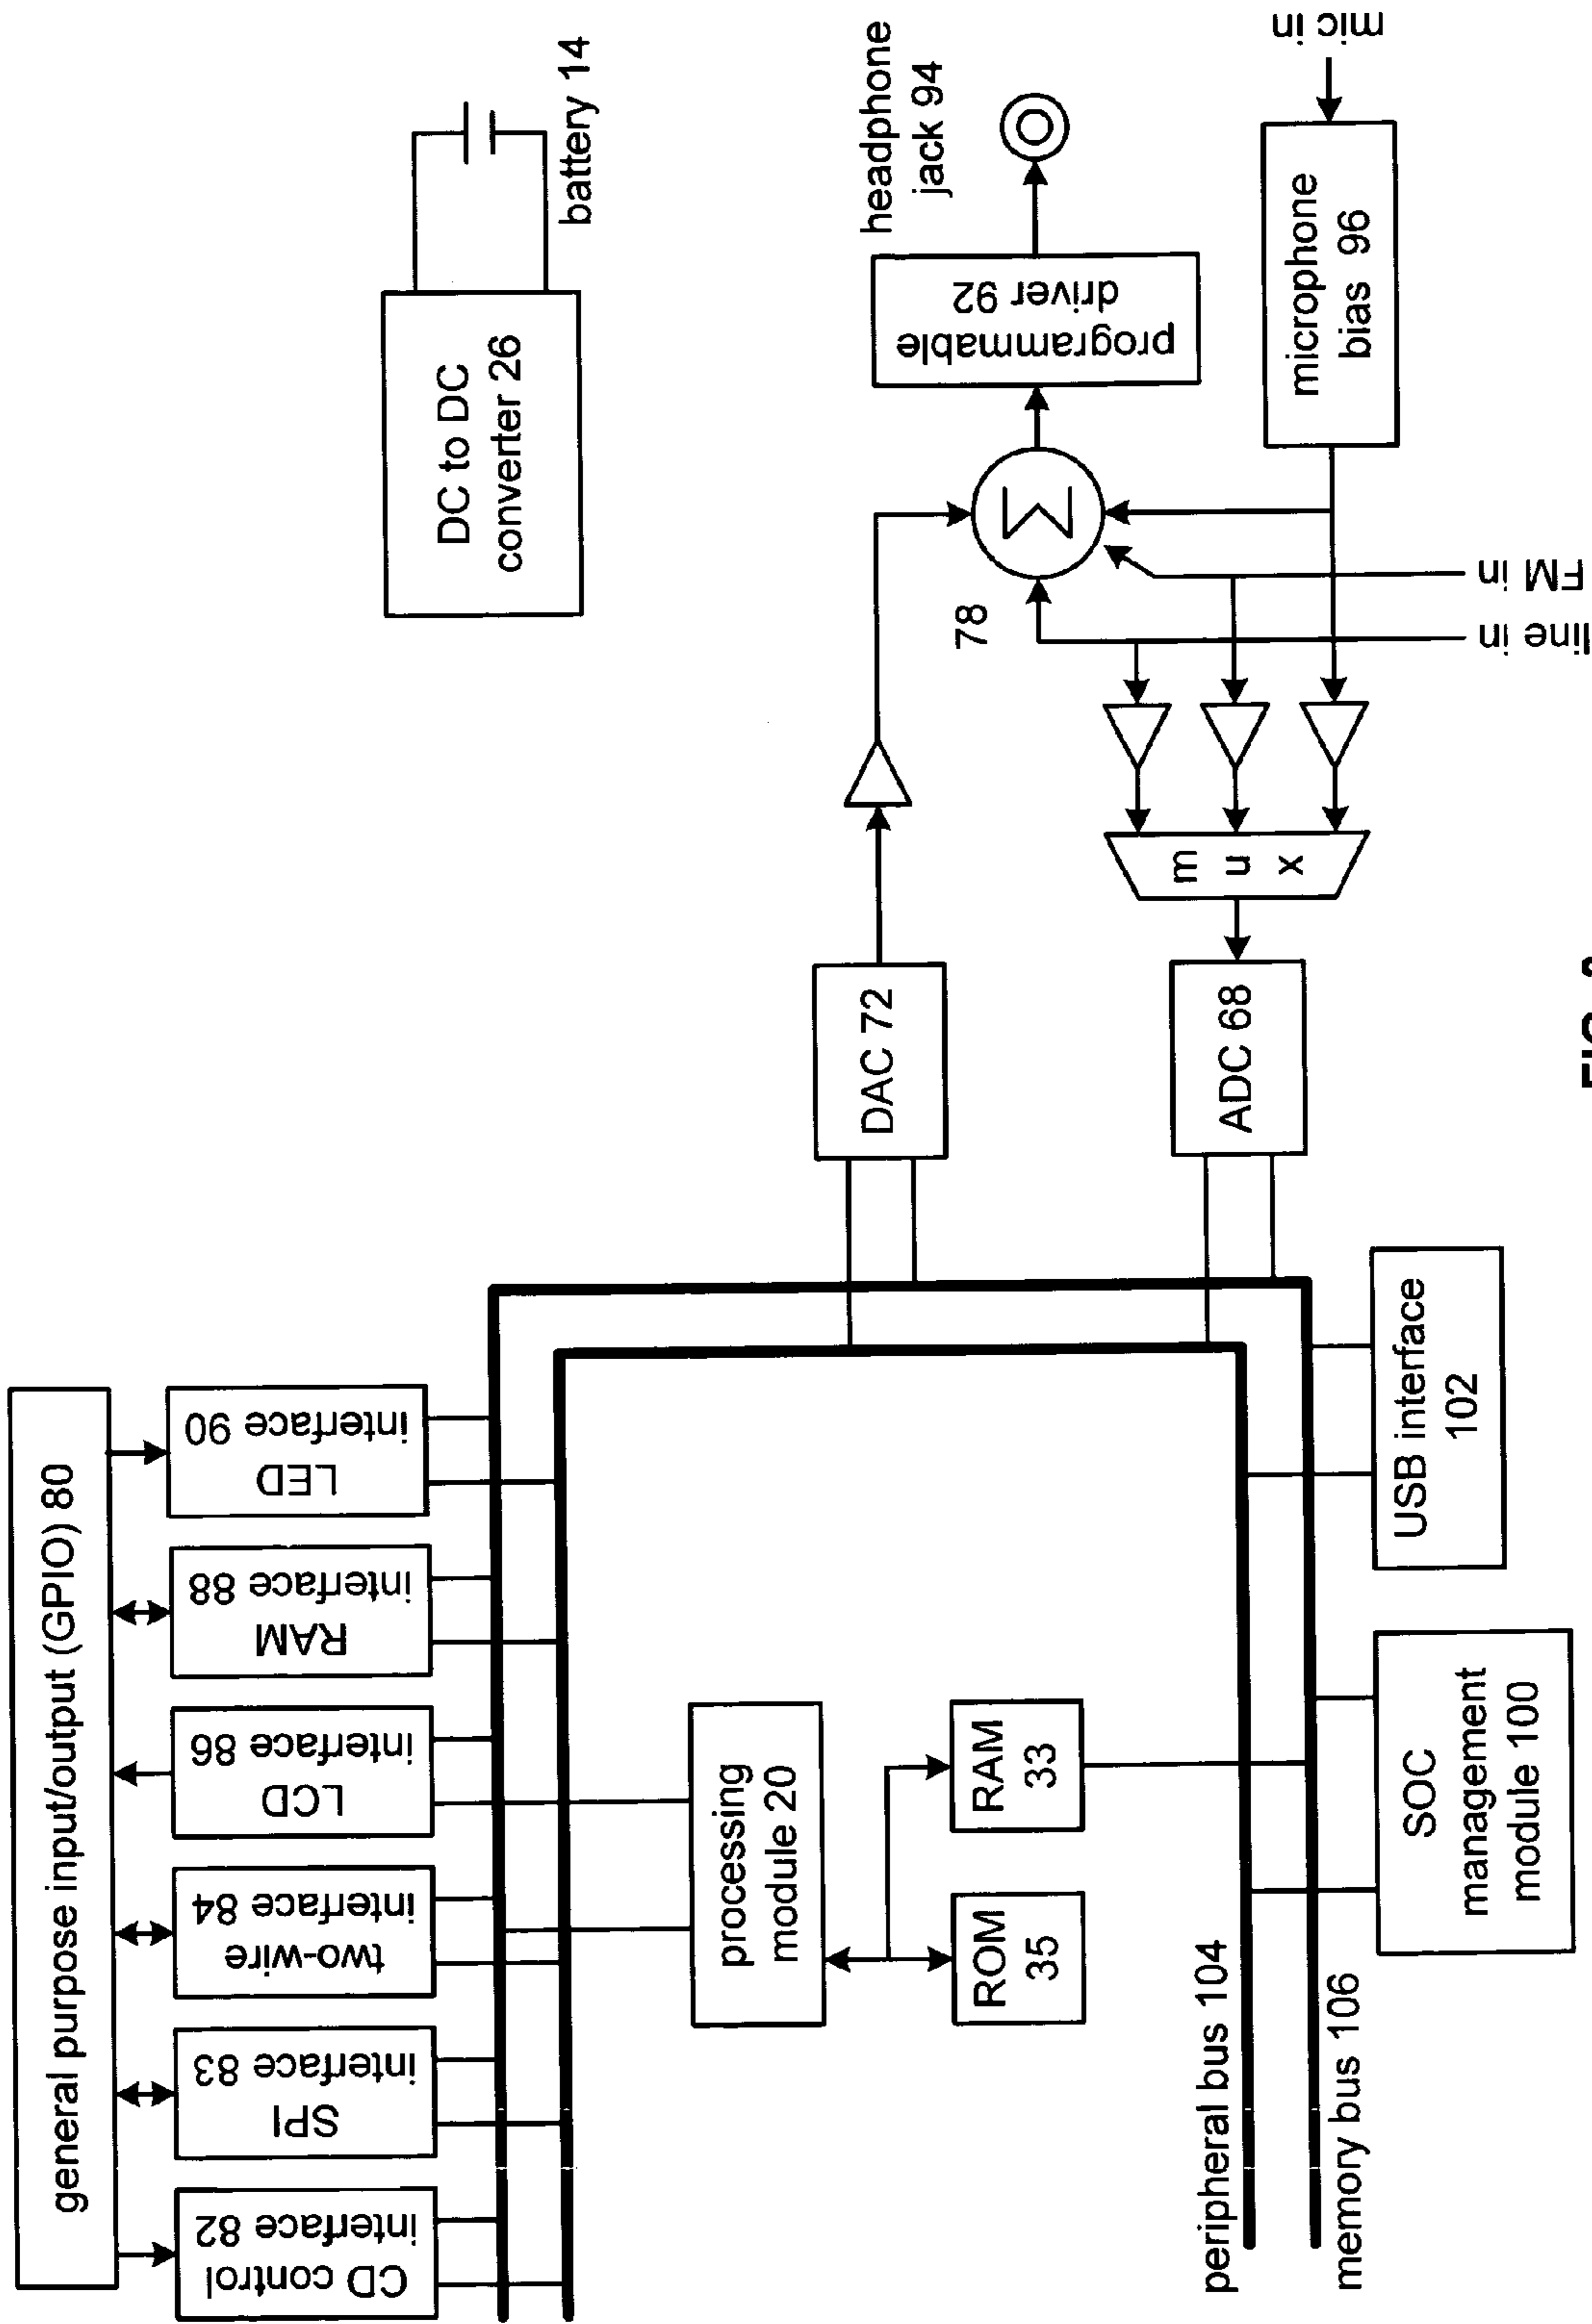 general purpose input/output (GPIO) 80
CD control
interface 82
SPI
interface 83
two-wire
interface 84
LCD
interface 86
RAM
interface 88
LED
interface 90
DC to DC
converter 26
battery 14
processing
module 20
ROM
35
RAM
33
DAC 72
78
Σ
programmable
driver 92
headphone
jack 94
ADC 68
m
u
x
microphone
bias 96
mic in
line in
FM in
peripheral bus 104
memory bus 106
SOC
management
module 100
USB interface
102
FIG.